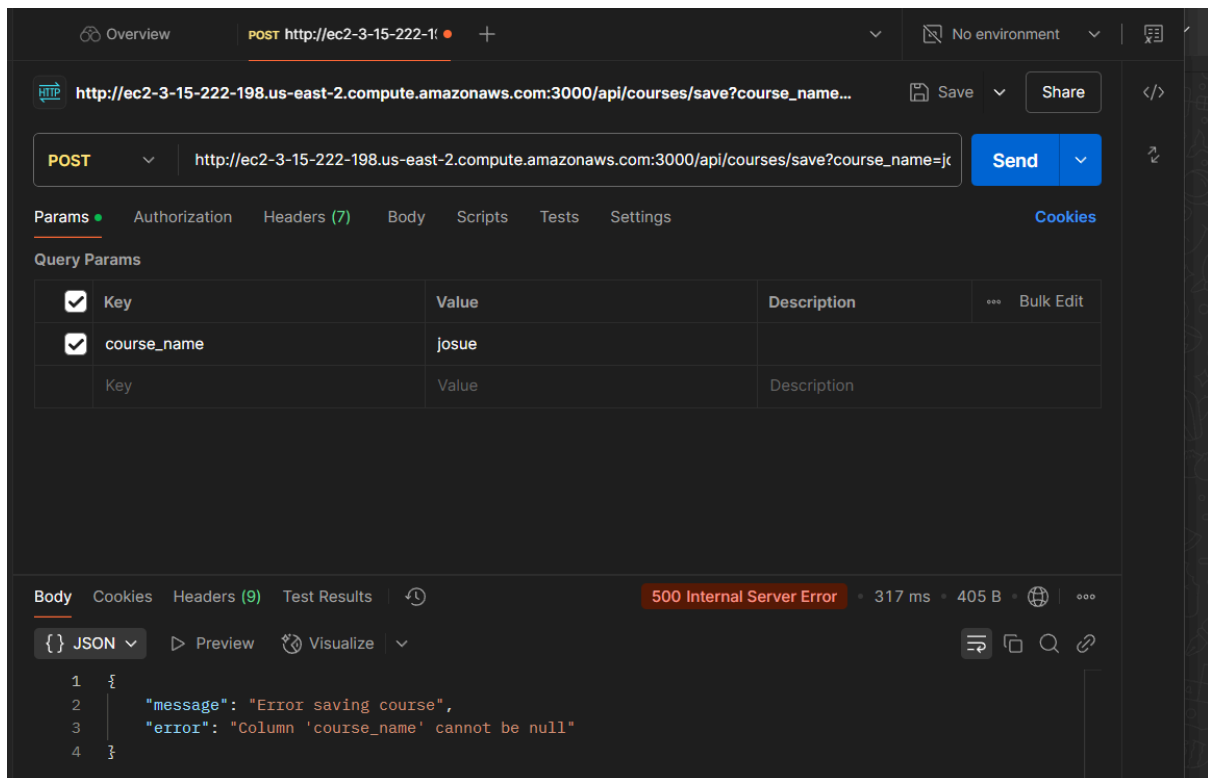 Overview POST http://ec2-3-15-222-1 No environment
HTTP http://ec2-3-15-222-198.us-east-2.compute.amazonaws.com:3000/api/courses/save?course_name... Save Share
POST http://ec2-3-15-222-198.us-east-2.compute.amazonaws.com:3000/api/courses/save?course_name=jo Send
Params Authorization Headers (7) Body Scripts Tests Settings Cookies
Query Params
Key Value Description Bulk Edit
course_name josue
Key Value Description
Body Cookies Headers (9) Test Results 500 Internal Server Error 317 ms 405 B
{} JSON Preview Visualize
1 {
2 "message": "Error saving course",
3 "error": "Column 'course_name' cannot be null"
4 }